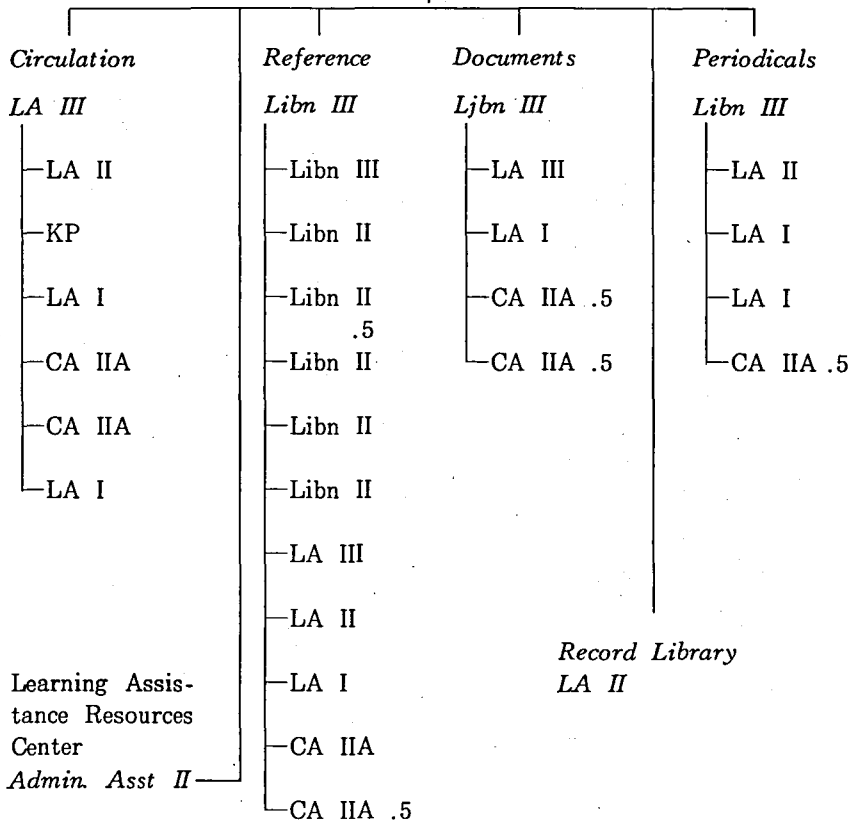 Circulation
LA III
LA II
KP
LA I
CA IIA
CA IIA
LA I
Reference
Libn III
Libn III
Libn II
Libn II
.5
Libn II
Libn II
Libn II
LA III
LA II
LA I
CA IIA
CA IIA .5
Documents
Ljbn III
LA III
LA I
CA IIA .5
CA IIA .5
Periodicals
Libn III
LA II
LA I
LA I
CA IIA .5
Learning Assis-
tance Resources
Center
Admin. Asst II
Record Library
LA II